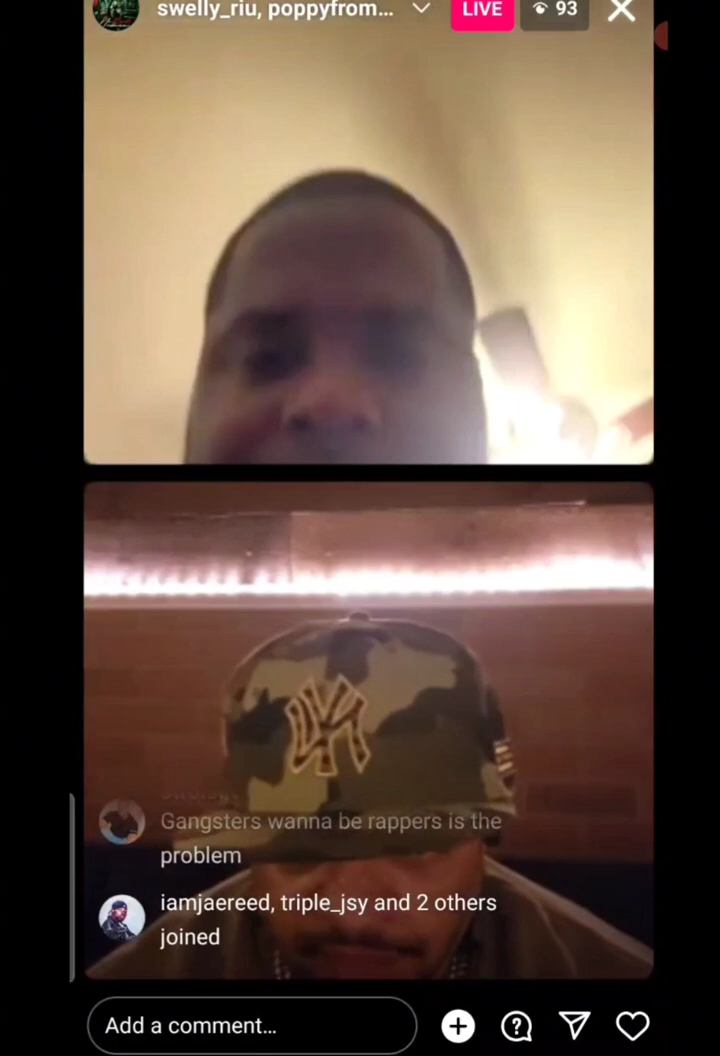 swelly_riu, poppyfrom...
LIVE
93
NY
Gangsters wanna be rappers is the
problem
iamjaereed, triple_jsy and 2 others
joined
Add a comment...